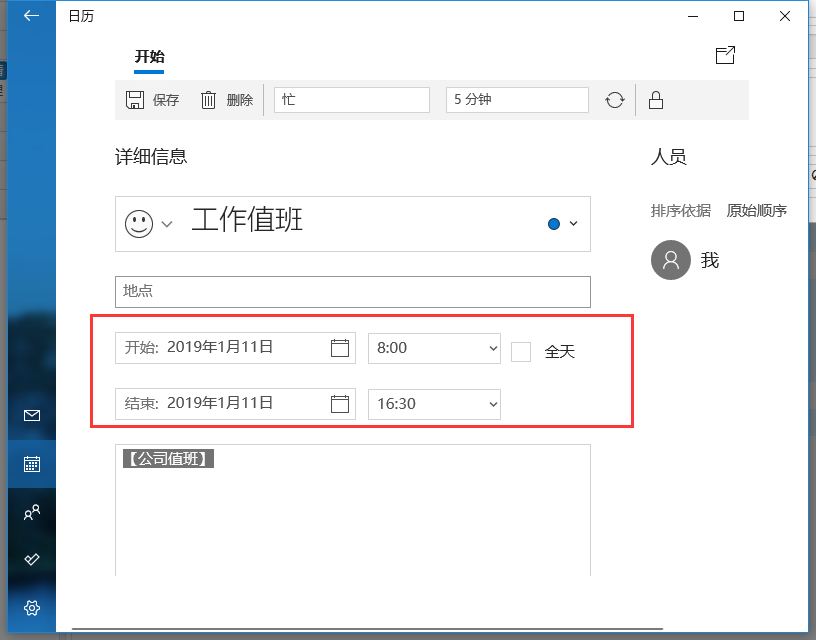 日历
开始
保存 删除 忙 5 分钟
详细信息 人员
工作值班
排序依据 原始顺序
我
地点
开始: 2019年1月11日 8:00 全天
结束: 2019年1月11日 16:30
【公司值班】